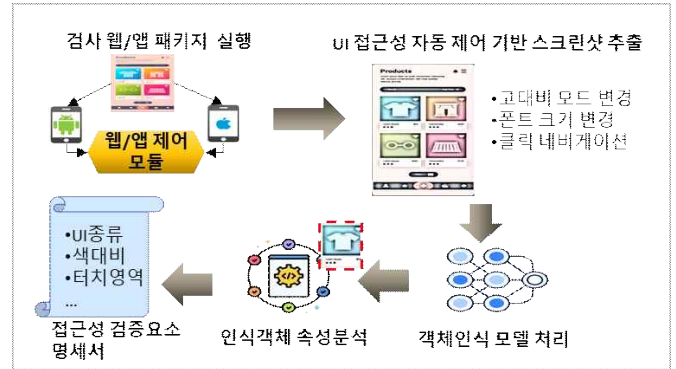 검사 웹/앱 패키지 실행
UI 접근성 자동 제어 기반 스크린샷 추출
Products
웹/앱 제어
모듈
Products
•고대비 모드 변경
•폰트 크기 변경
•클릭 네비게이션
•UI종류
•색대비
•터치영역
...
접근성 검증요소
명세서
인식객체 속성분석
객체인식 모델 처리